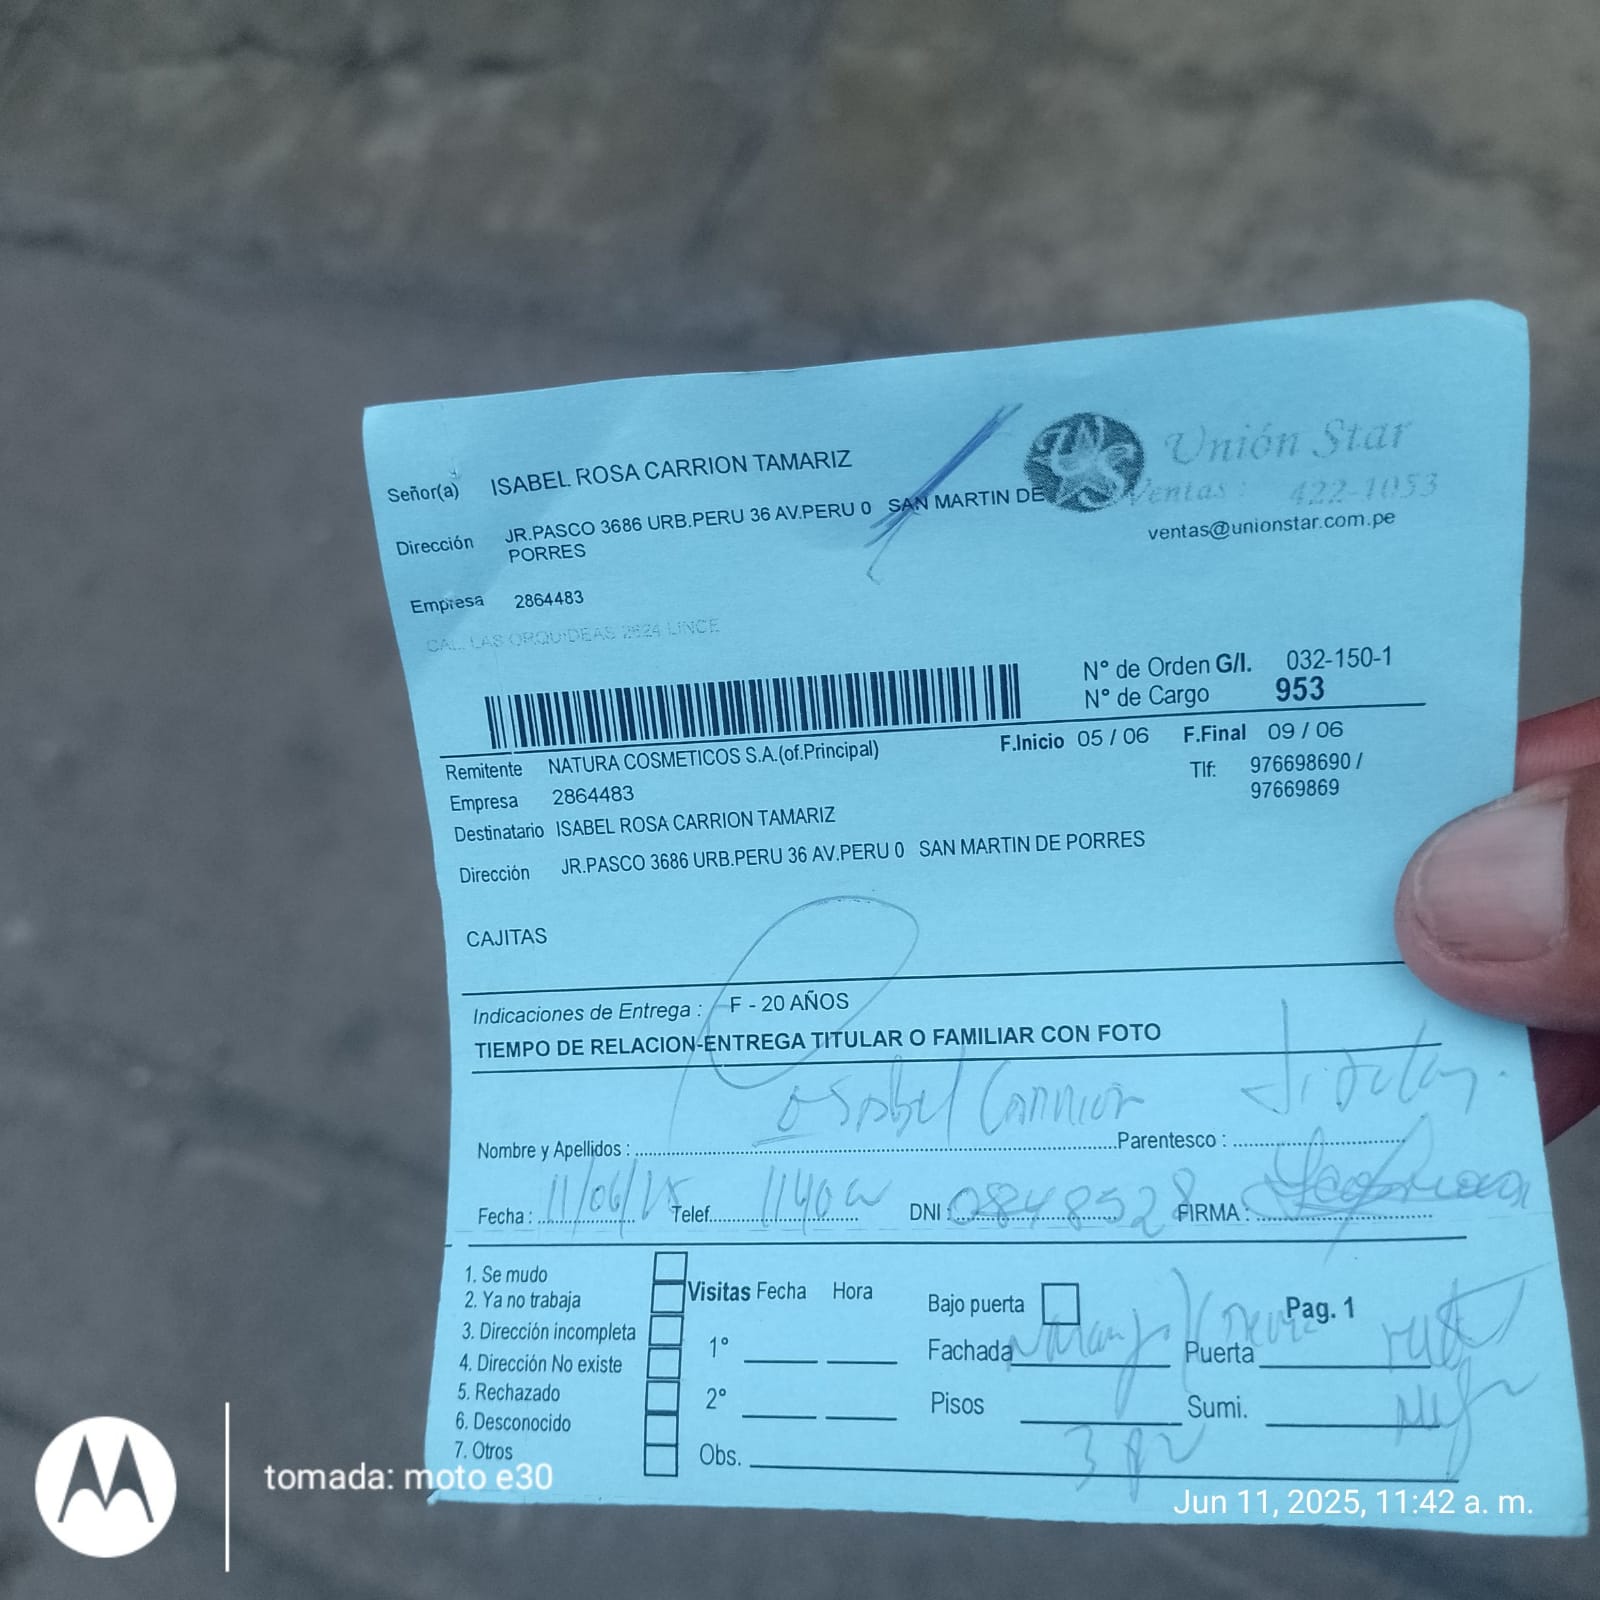 Unión Star
Ventas: 422-1053
ventas@unionstar.com.pe
Señor(a) ISABEL ROSA CARRION TAMARIZ
Dirección JR.PASCO 3686 URB.PERU 36 AV.PERU 0 SAN MARTIN DE
PORRES
Empresa 2864483
CAL. LAS ORQUIDEAS 2624 LINCE
N° de Orden G/I. 032-150-1
N° de Cargo 953
F.Inicio 05 / 06 F.Final 09 / 06
Remitente NATURA COSMETICOS S.A.(of.Principal)
Tlf: 976698690 /
97669869
Empresa 2864483
Destinatario ISABEL ROSA CARRION TAMARIZ
Dirección JR.PASCO 3686 URB.PERU 36 AV.PERU 0 SAN MARTIN DE PORRES
CAJITAS
Indicaciones de Entrega : F - 20 AÑOS
TIEMPO DE RELACION-ENTREGA TITULAR O FAMILIAR CON FOTO
Nombre y Apellidos : Isabel Carrion Parentesco :
Fecha : 11/06/25 Telef. 1140 DNI : 08489528 FIRMA :
1. Se mudo
2. Ya no trabaja
3. Dirección incompleta
4. Dirección No existe
5. Rechazado
6. Desconocido
7. Otros
Visitas Fecha Hora
1°
2°
Obs.
Bajo puerta Pag. 1
Fachada Puerta
Pisos 3 Sumi.
tomada: moto e30
Jun 11, 2025, 11:42 a. m.